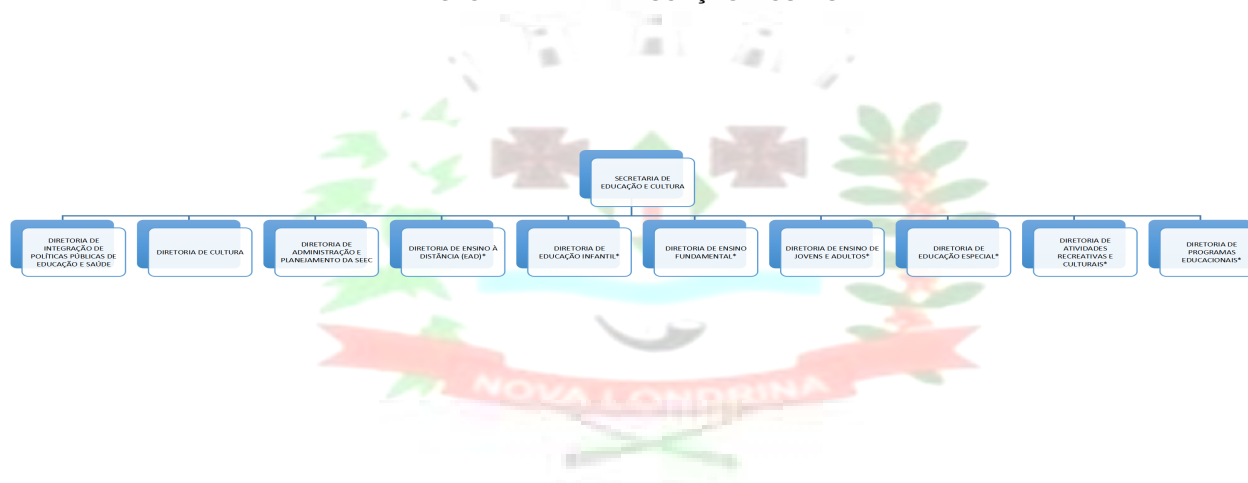 SECRETARIA DE
EDUCAÇÃO E CULTURA
DIRETORIA DE
INTEGRAÇÃO DE
POLÍTICAS PÚBLICAS DE
EDUCAÇÃO E SAÚDE
DIRETORIA DE CULTURA
DIRETORIA DE
ADMINISTRAÇÃO E
PLANEJAMENTO DA SEEC
DIRETORIA DE ENSINO À
DISTÂNCIA (EAD)*
DIRETORIA DE
EDUCAÇÃO INFANTIL*
DIRETORIA DE ENSINO
FUNDAMENTAL*
DIRETORIA DE ENSINO DE
JOVENS E ADULTOS*
DIRETORIA DE
EDUCAÇÃO ESPECIAL*
DIRETORIA DE
ATIVIDADES
RECREATIVAS E
CULTURAIS*
DIRETORIA DE
PROGRAMAS
EDUCACIONAIS*
NOVA LONDRINA